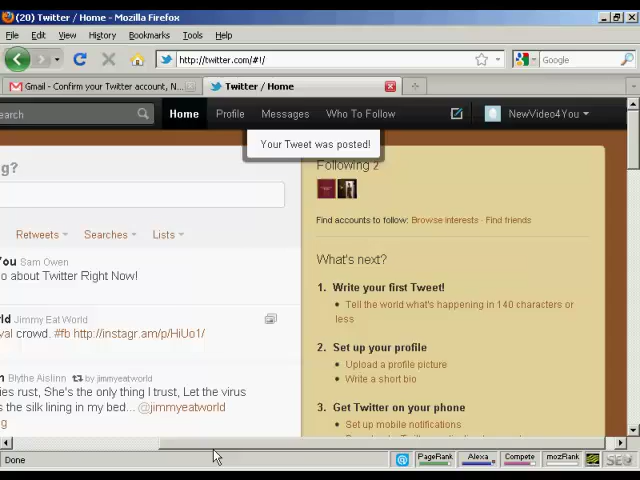 (20) Twitter / Home - Mozilla Firefox
File Edit View History Bookmarks Tools Help
http://twitter.com/#!/
Google
Gmail - Confirm your Twitter account, N...
Twitter / Home
earch
Home Profile Messages Who To Follow
NewVideo4You
Your Tweet was posted!
g?
Following 2
Find accounts to follow: Browse interests · Find friends
Retweets Searches Lists
What's next?
You Sam Owen
o about Twitter Right Now!
1. Write your first Tweet!
Tell the world what's happening in 140 characters or
less
rld Jimmy Eat World
val crowd. #fb http://instagr.am/p/HiUo1/
2. Set up your profile
Upload a profile picture
Write a short bio
n Blythe Aislinn by jimmyeatworld
ies rust, She's the only thing I trust, Let the virus
s the silk lining in my bed... @jimmyeatworld
g
3. Get Twitter on your phone
Set up mobile notifications
Done
PageRank Alexa Compete mozRank SEO